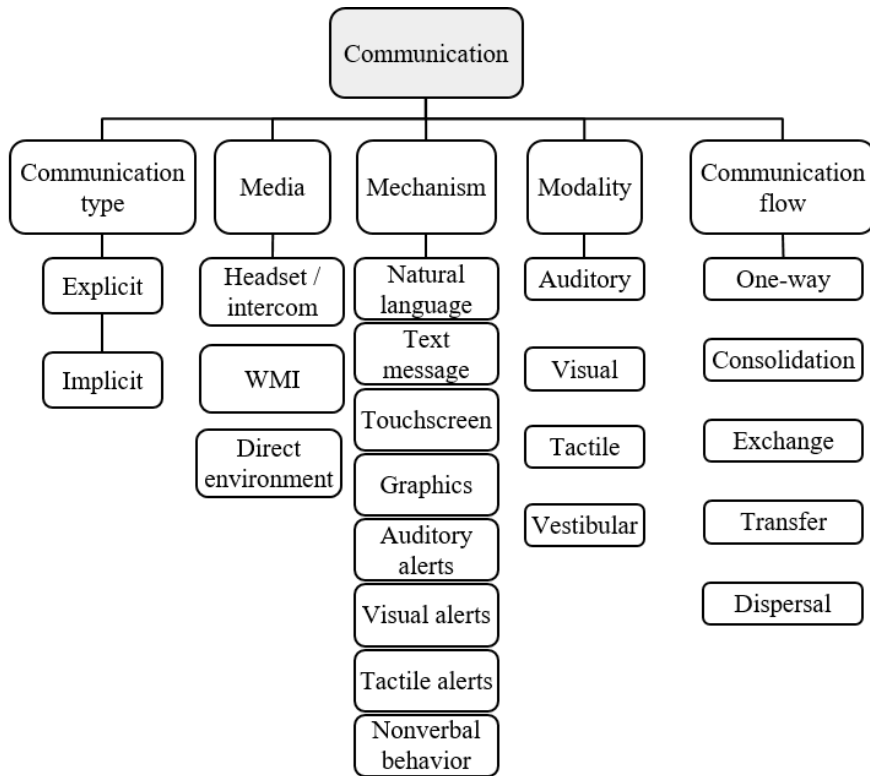 Communication
Communication
type
Media
Mechanism
Modality
Communication
flow
Explicit
Implicit
Headset /
intercom
WMI
Direct
environment
Natural
language
Text
message
Touchscreen
Graphics
Auditory
alerts
Visual alerts
Tactile alerts
Nonverbal
behavior
Auditory
Visual
Tactile
Vestibular
One-way
Consolidation
Exchange
Transfer
Dispersal